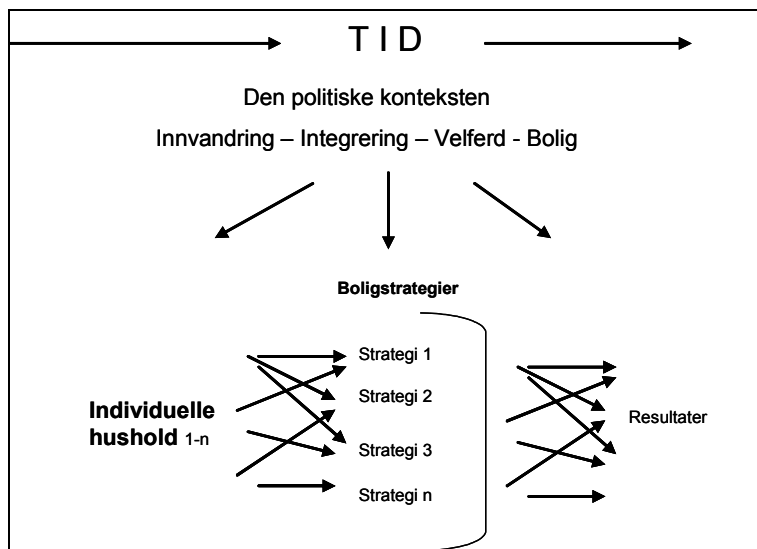 T I D
Den politiske konteksten
Innvandring – Integrering – Velferd - Bolig
Boligstrategier
Strategi 1
Strategi 2
Individuelle
hushold 1-n
Resultater
Strategi 3
Strategi n